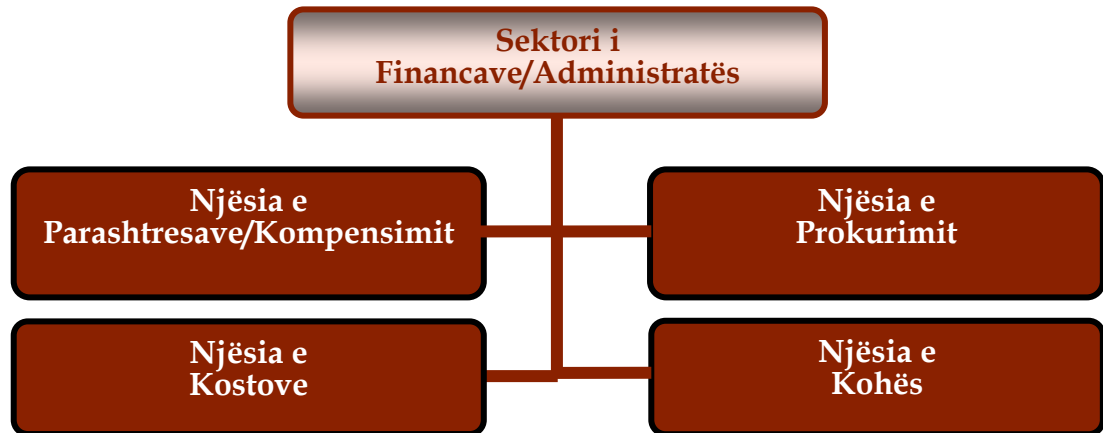 Sektori i
Financave/Administratës
Njësia e
Parashtresave/Kompensimit
Njësia e
Prokurimit
Njësia e
Kostove
Njësia e
Kohës